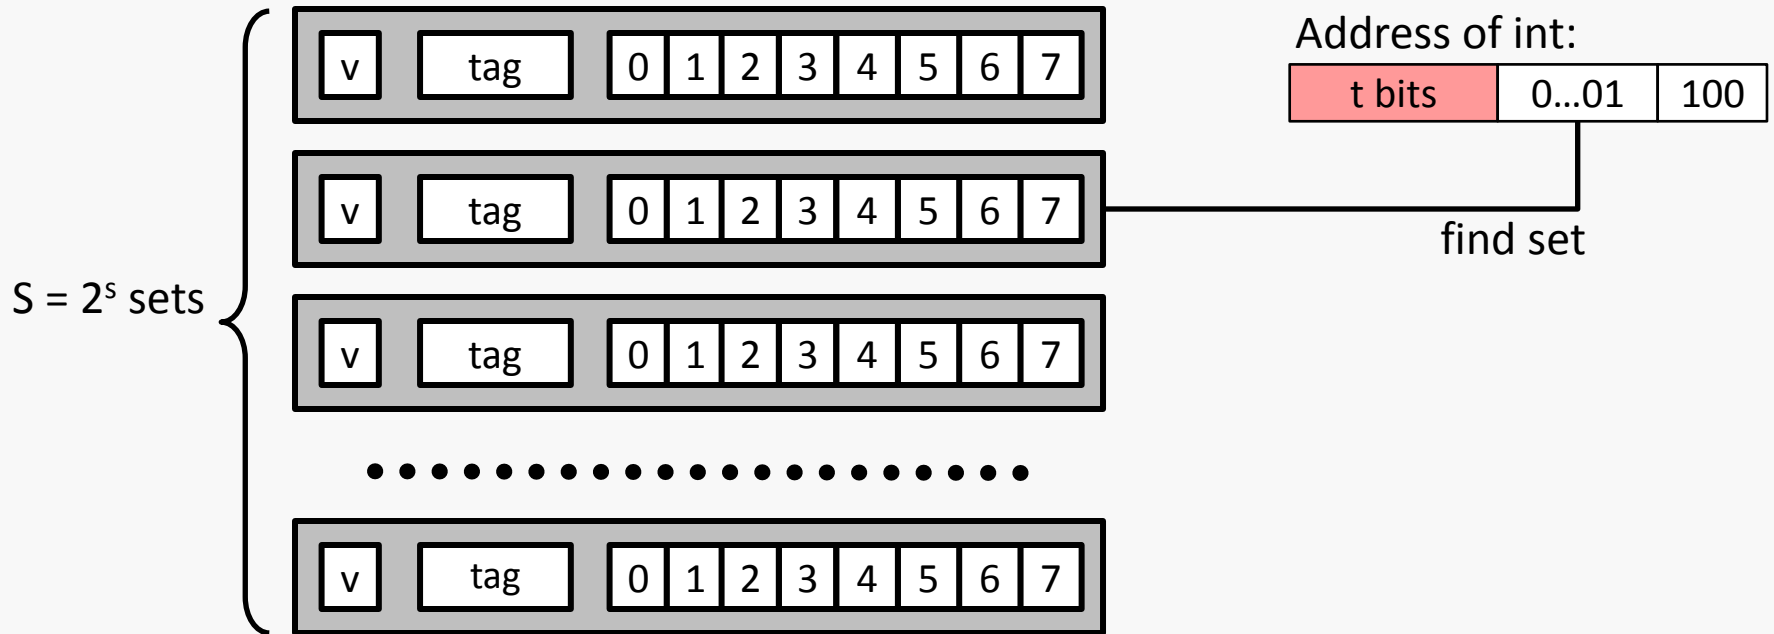 Address of int:
t bits 0...01 100
v tag 0 1 2 3 4 5 6 7
v tag 0 1 2 3 4 5 6 7
find set
S = 2ˢ sets
v tag 0 1 2 3 4 5 6 7
v tag 0 1 2 3 4 5 6 7